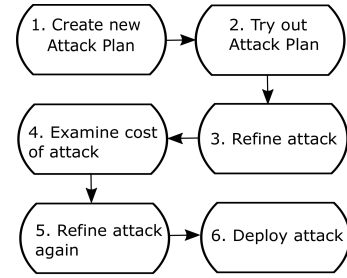 1. Create new
Attack Plan
2. Try out
Attack Plan
3. Refine attack
4. Examine cost
of attack
5. Refine attack
again
6. Deploy attack